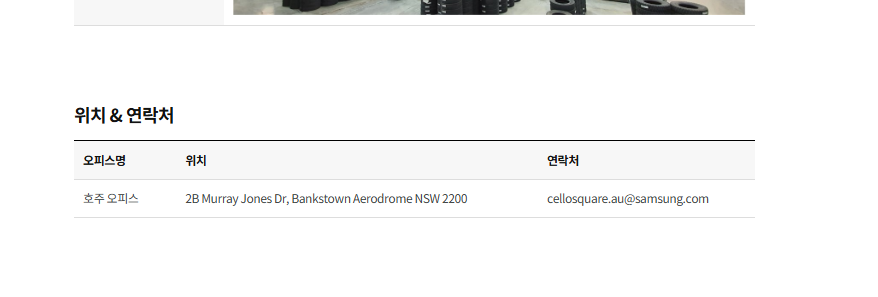 위치 & 연락처
오피스명 위치 연락처
호주 오피스 2B Murray Jones Dr, Bankstown Aerodrome NSW 2200 cellosquare.au@samsung.com